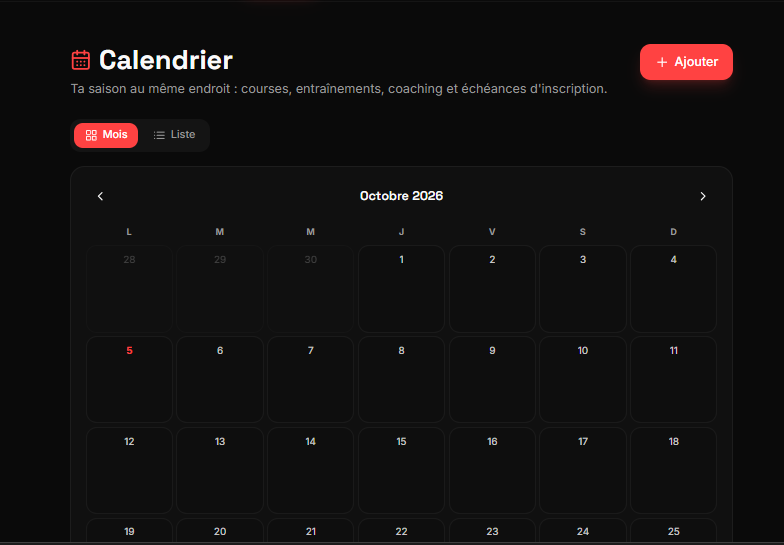 Calendrier
Ajouter
Ta saison au même endroit : courses, entraînements, coaching et échéances d'inscription.
Mois Liste
Octobre 2026
L M M J V S D
28 29 30 1 2 3 4
5 6 7 8 9 10 11
12 13 14 15 16 17 18
19 20 21 22 23 24 25